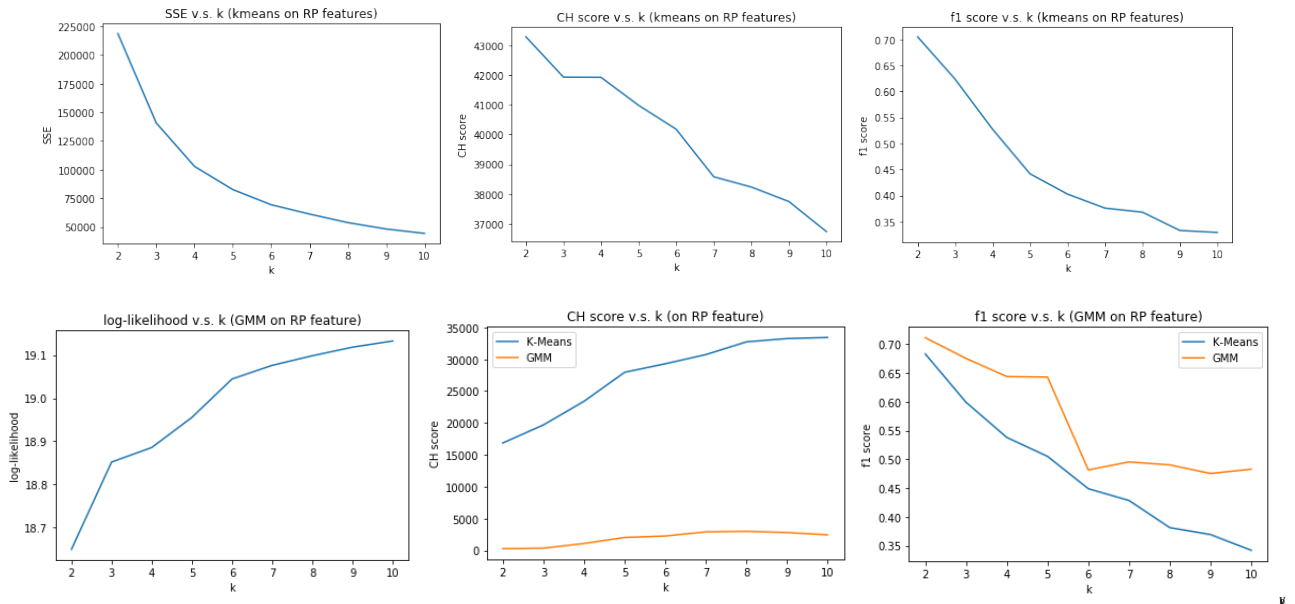 SSE v.s. k (kmeans on RP features)
225000
200000
175000
150000
125000
100000
75000
50000
SSE
2 3 4 5 6 7 8 9 10
k
CH score v.s. k (kmeans on RP features)
43000
42000
41000
40000
39000
38000
37000
CH score
2 3 4 5 6 7 8 9 10
k
f1 score v.s. k (kmeans on RP features)
0.70
0.65
0.60
0.55
0.50
0.45
0.40
0.35
f1 score
2 3 4 5 6 7 8 9 10
k
log-likelihood v.s. k (GMM on RP feature)
19.1
19.0
18.9
18.8
18.7
log-likelihood
2 3 4 5 6 7 8 9 10
k
CH score v.s. k (on RP feature)
35000
30000
25000
20000
15000
10000
5000
0
CH score
K-Means
GMM
2 3 4 5 6 7 8 9 10
k
f1 score v.s. k (GMM on RP feature)
0.70
0.65
0.60
0.55
0.50
0.45
0.40
0.35
f1 score
K-Means
GMM
2 3 4 5 6 7 8 9 10
k